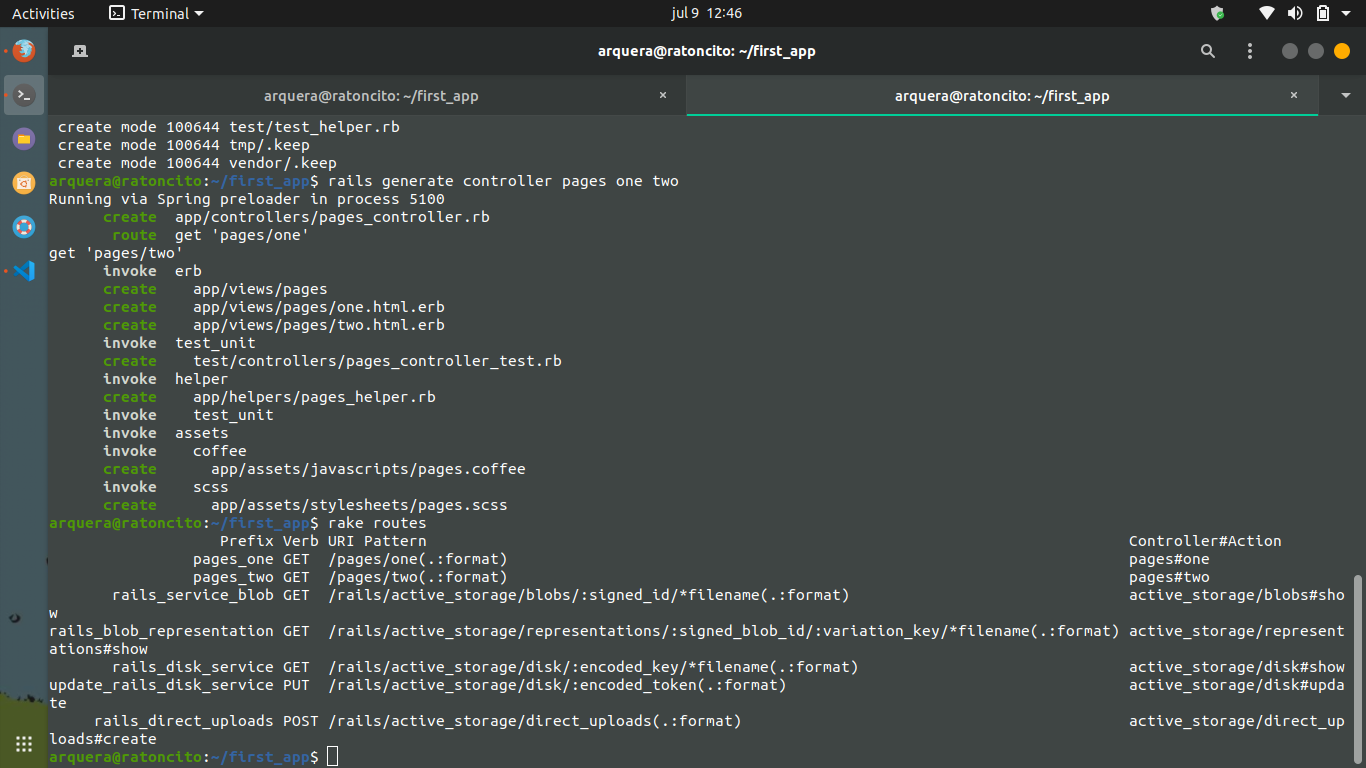 Activities Terminal jul 9 12:46
arquera@ratoncito: ~/first_app
arquera@ratoncito: ~/first_app × arquera@ratoncito: ~/first_app ×
create mode 100644 test/test_helper.rb
create mode 100644 tmp/.keep
create mode 100644 vendor/.keep
arquera@ratoncito:~/first_app$ rails generate controller pages one two
Running via Spring preloader in process 5100
create app/controllers/pages_controller.rb
route get 'pages/one'
get 'pages/two'
invoke erb
create app/views/pages
create app/views/pages/one.html.erb
create app/views/pages/two.html.erb
invoke test_unit
create test/controllers/pages_controller_test.rb
invoke helper
create app/helpers/pages_helper.rb
invoke test_unit
invoke assets
invoke coffee
create app/assets/javascripts/pages.coffee
invoke scss
create app/assets/stylesheets/pages.scss
arquera@ratoncito:~/first_app$ rake routes
Prefix Verb URI Pattern Controller#Action
pages_one GET /pages/one(.:format) pages#one
pages_two GET /pages/two(.:format) pages#two
rails_service_blob GET /rails/active_storage/blobs/:signed_id/*filename(.:format) active_storage/blobs#sho
w
rails_blob_representation GET /rails/active_storage/representations/:signed_blob_id/:variation_key/*filename(.:format) active_storage/represent
ations#show
rails_disk_service GET /rails/active_storage/disk/:encoded_key/*filename(.:format) active_storage/disk#show
update_rails_disk_service PUT /rails/active_storage/disk/:encoded_token(.:format) active_storage/disk#upda
te
rails_direct_uploads POST /rails/active_storage/direct_uploads(.:format) active_storage/direct_up
loads#create
arquera@ratoncito:~/first_app$